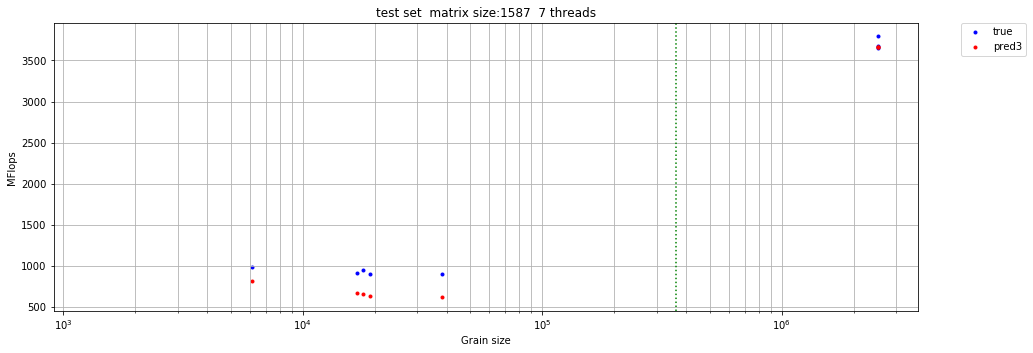 test set  matrix size:1587  7 threads
true
pred3
MFlops
3500
3000
2500
2000
1500
1000
500
10³
10⁴
10⁵
10⁶
Grain size